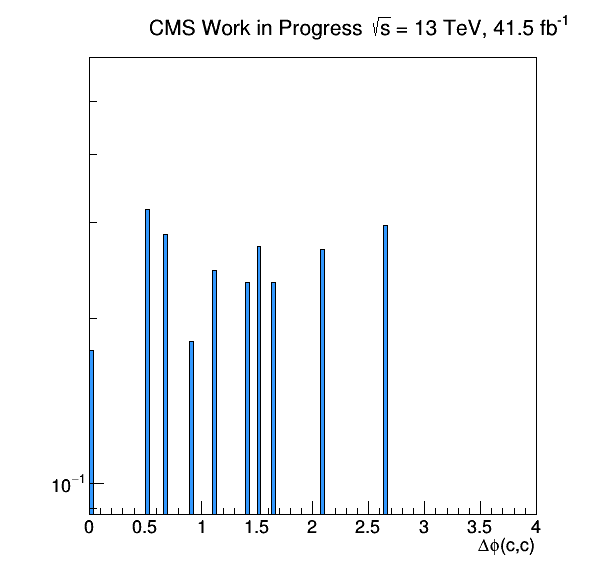 CMS Work in Progress √s = 13 TeV, 41.5 fb⁻¹
10⁻¹
0 0.5 1 1.5 2 2.5 3 3.5 4
Δϕ(c,c)